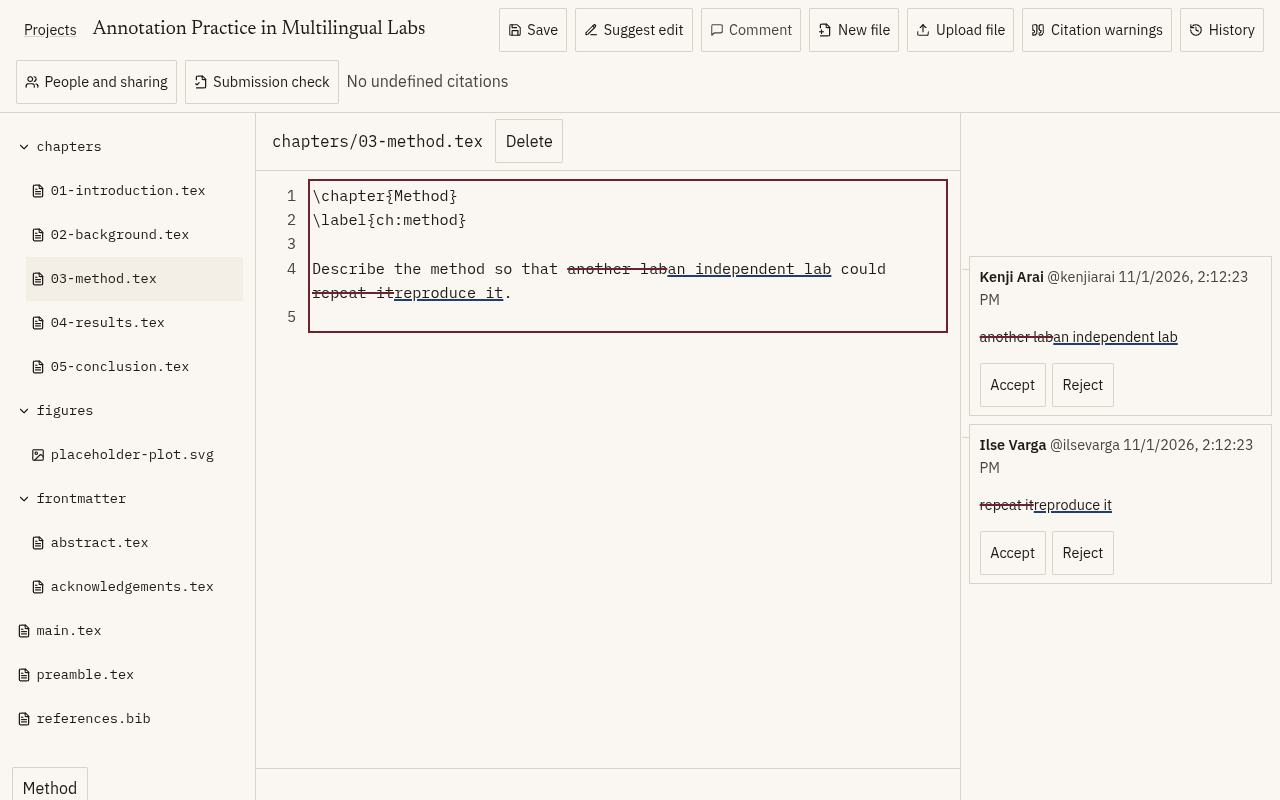 Projects
Annotation Practice in Multilingual Labs
Save
Suggest edit
Comment
New file
Upload file
Citation warnings
History
People and sharing
Submission check
No undefined citations
chapters
01-introduction.tex
02-background.tex
03-method.tex
04-results.tex
05-conclusion.tex
figures
placeholder-plot.svg
frontmatter
abstract.tex
acknowledgements.tex
main.tex
preamble.tex
references.bib
Method
chapters/03-method.tex
Delete
1 \chapter{Method}
2 \label{ch:method}
3
4 Describe the method so that another laban independent lab could
repeat itreproduce it.
5
Kenji Arai @kenjiarai 11/1/2026, 2:12:23
PM
another laban independent lab
Accept
Reject
Ilse Varga @ilsevarga 11/1/2026, 2:12:23
PM
repeat itreproduce it
Accept
Reject